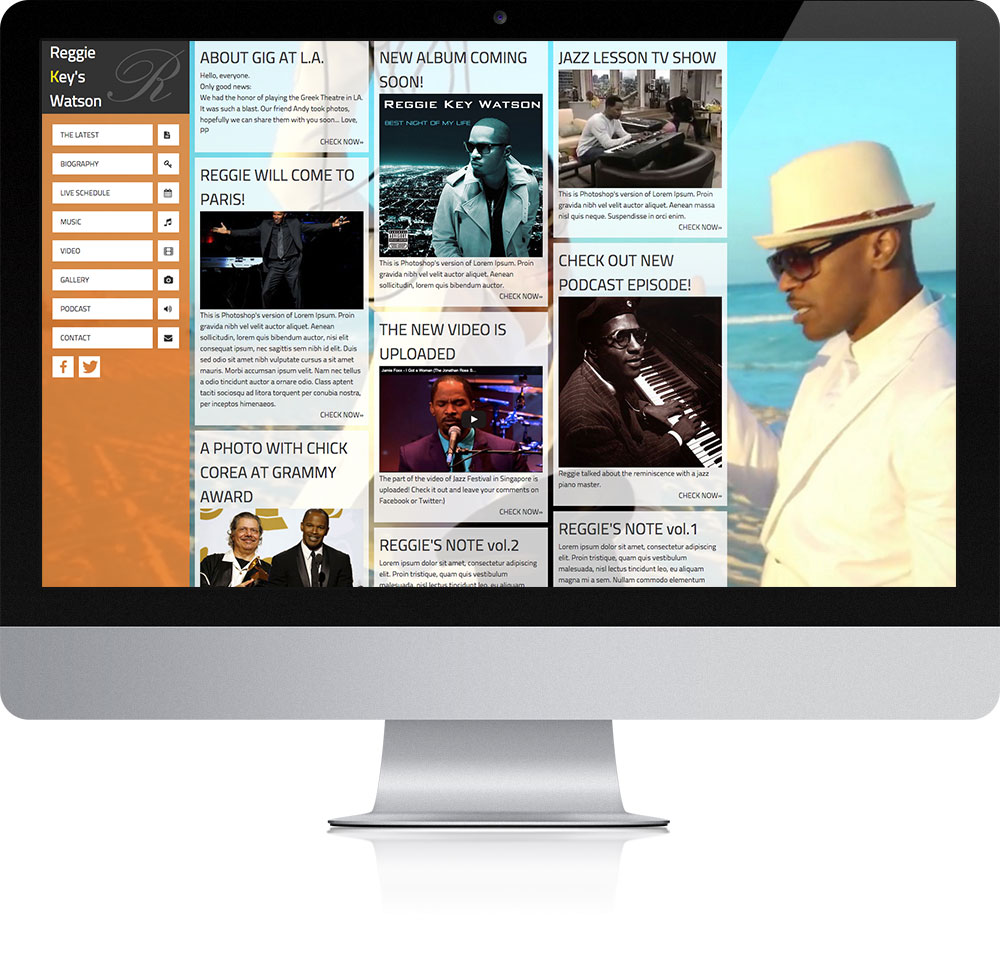 Reggie
Key's
Watson
R
THE LATEST
BIOGRAPHY
LIVE SCHEDULE
MUSIC
VIDEO
GALLERY
PODCAST
CONTACT
ABOUT GIG AT L.A.
Hello, everyone.
Only good news:
We had the honor of playing the Greek Theatre in LA.
It was such a blast. Our friend Andy took photos,
hopefully we can share them with you soon... Love,
PP
CHECK NOW»
REGGIE WILL COME TO
PARIS!
This is Photoshop's version of Lorem Ipsum. Proin
gravida nibh vel velit auctor aliquet. Aenean
sollicitudin, lorem quis bibendum auctor, nisi elit
consequat ipsum, nec sagittis sem nibh id elit. Duis
sed odio sit amet nibh vulputate cursus a sit amet
mauris. Morbi accumsan ipsum velit. Nam nec tellus
a odio tincidunt auctor a ornare odio. Class aptent
taciti sociosqu ad litora torquent per conubia nostra,
per inceptos himenaeos.
CHECK NOW»
A PHOTO WITH CHICK
COREA AT GRAMMY
AWARD
NEW ALBUM COMING
SOON!
REGGIE KEY WATSON
BEST NIGHT OF MY LIFE
This is Photoshop's version of Lorem Ipsum. Proin
gravida nibh vel velit auctor aliquet. Aenean
sollicitudin, lorem quis bibendum auctor.
CHECK NOW»
THE NEW VIDEO IS
UPLOADED
Jamie Foxx - I Got a Woman (The Jonathan Ross S...
The part of the video of Jazz Festival in Singapore is
uploaded! Check it out and leave your comments on
Facebook or Twitter:)
CHECK NOW»
REGGIE'S NOTE vol.2
Lorem ipsum dolor sit amet, consectetur adipiscing
elit. Proin tristique, quam quis vestibulum
malesuada, nisl lectus tincidunt leo, eu aliquam
JAZZ LESSON TV SHOW
This is Photoshop's version of Lorem Ipsum. Proin
gravida nibh vel velit auctor aliquet. Aenean massa
nisl quis neque. Suspendisse in orci enim.
CHECK NOW»
CHECK OUT NEW
PODCAST EPISODE!
Reggie talked about the reminiscence with a jazz
piano master.
CHECK NOW»
REGGIE'S NOTE vol.1
Lorem ipsum dolor sit amet, consectetur adipiscing
elit. Proin tristique, quam quis vestibulum
malesuada, nisl lectus tincidunt leo, eu aliquam
magna mi a sem. Nullam commodo elementum